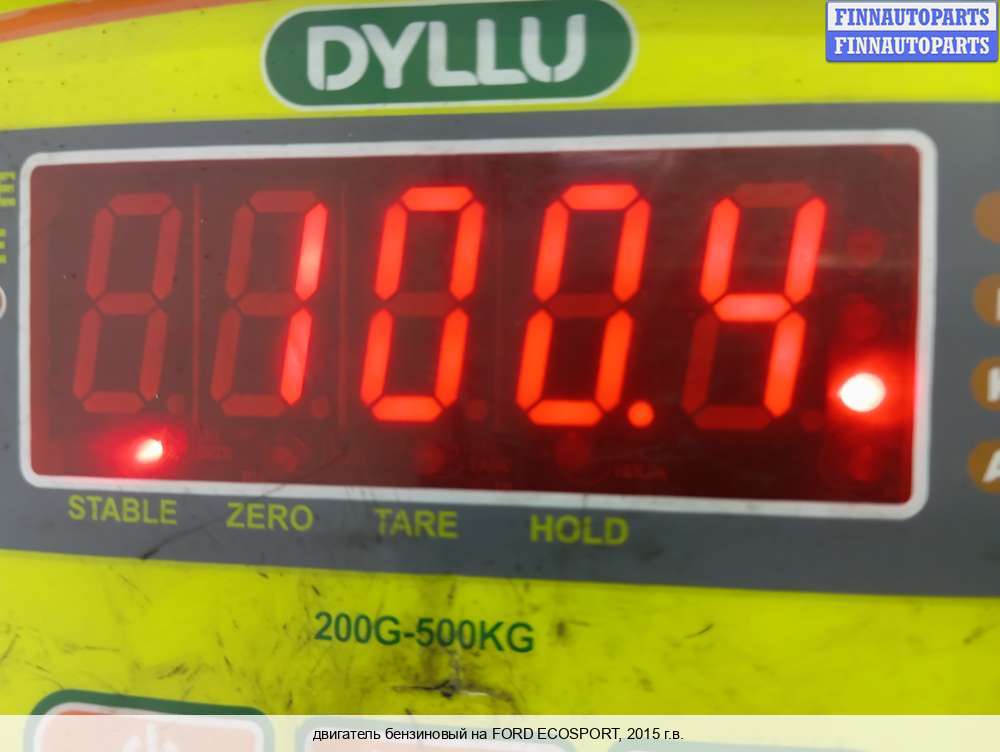 FINNAUTOPARTS
FINNAUTOPARTS
DYLLU
100.4
STABLE ZERO TARE HOLD
200G-500KG
двигатель бензиновый на FORD ECOSPORT, 2015 г.в.